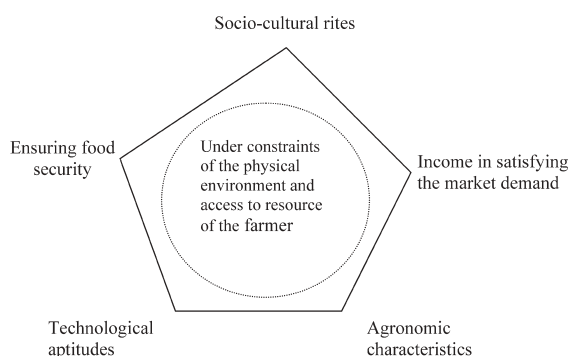 Socio-cultural rites
Ensuring food
security
Under constraints
of the physical
environment and
access to resource
of the farmer
Income in satisfying
the market demand
Technological
aptitudes
Agronomic
characteristics